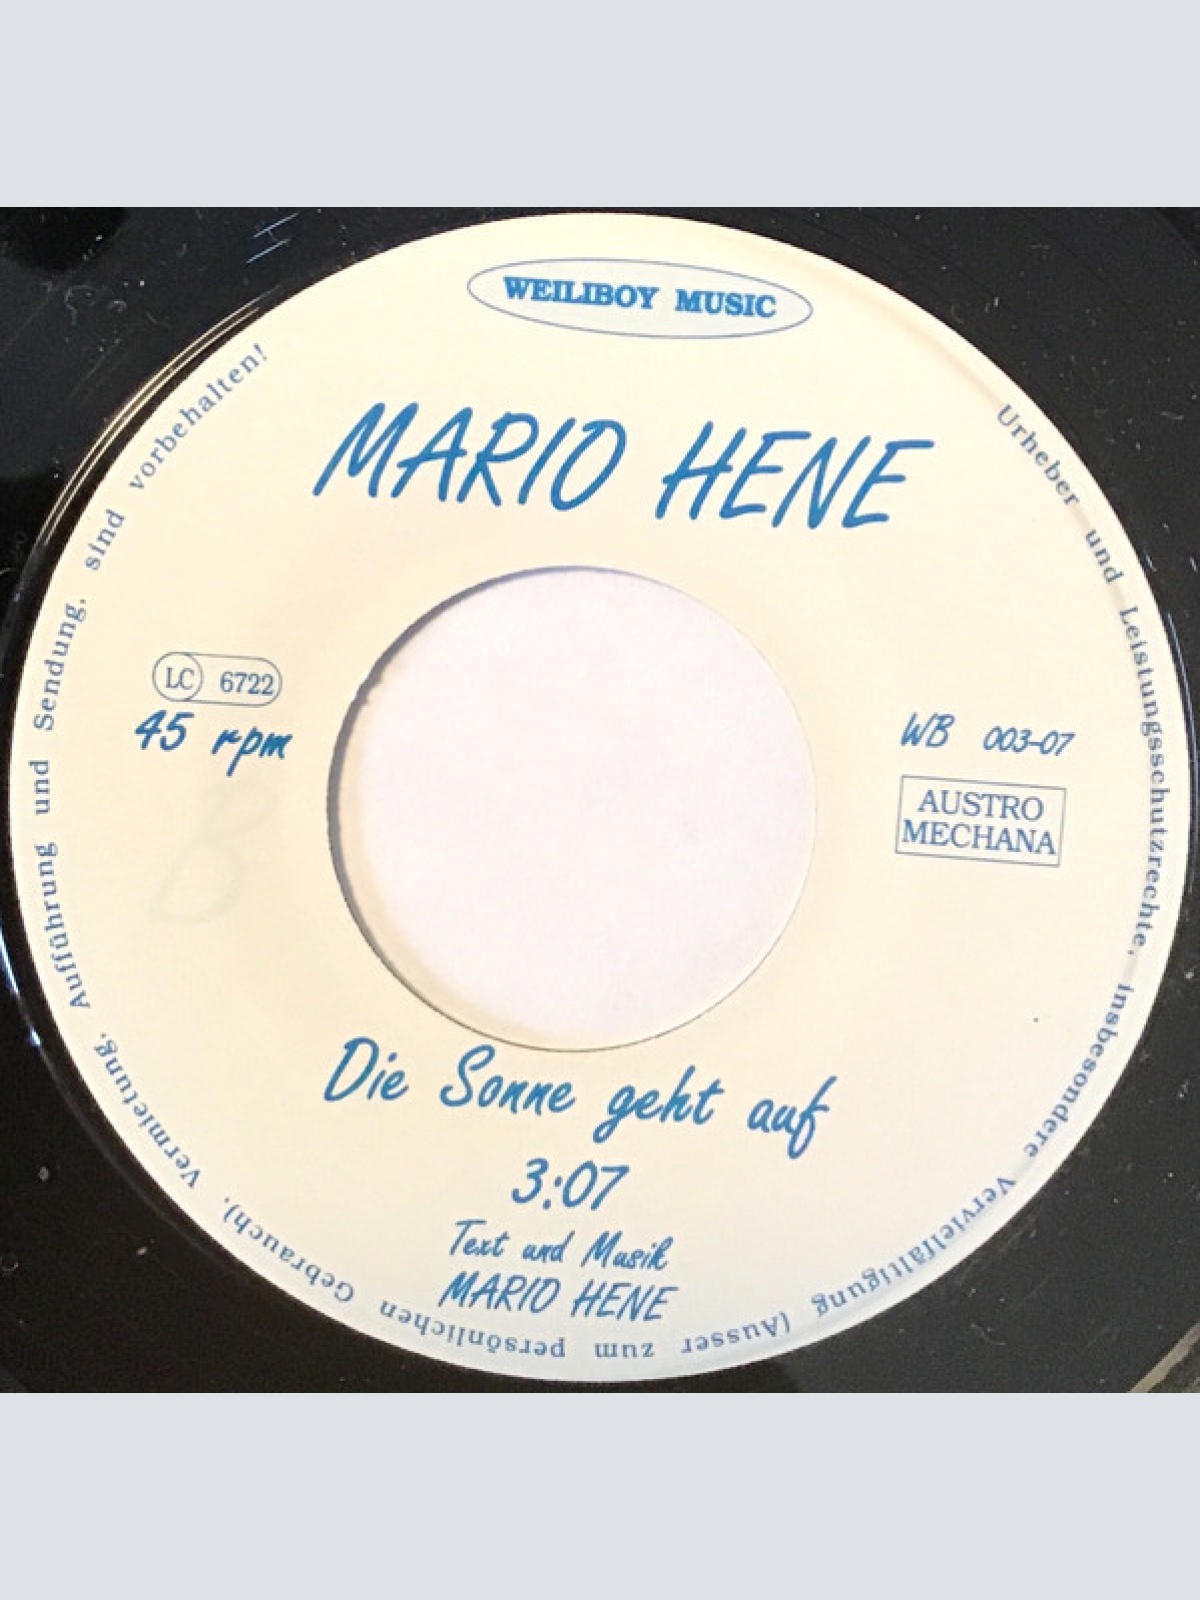 WEILIBOY MUSIC
MARIO HENE
LC 6722
45 rpm
WB 003-07
AUSTRO
MECHANA
B
Die Sonne geht auf
3:07
Text und Musik
MARIO HENE
Urheber und Leistungsschutzrechte, insbesondere Vervielfältigung (Ausser zum persönlichen Gebrauch), Vermietung, Aufführung und Sendung, sind vorbehalten!